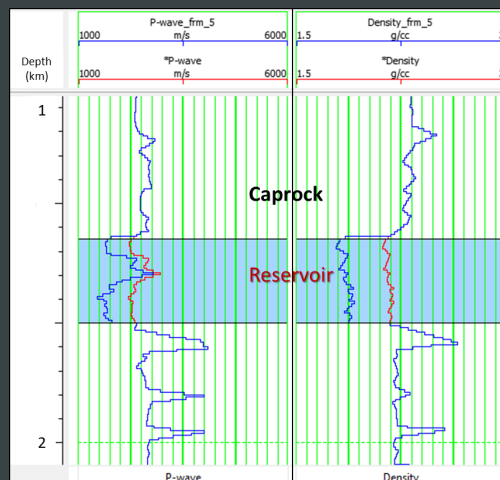 P-wave_frm_5
Density_frm_5
1000 m/s 6000
1.5 g/cc
Depth
(km)
*P-wave
*Density
1000 m/s 6000
1.5 g/cc
1
Caprock
Reservoir
2
P-wave
Density